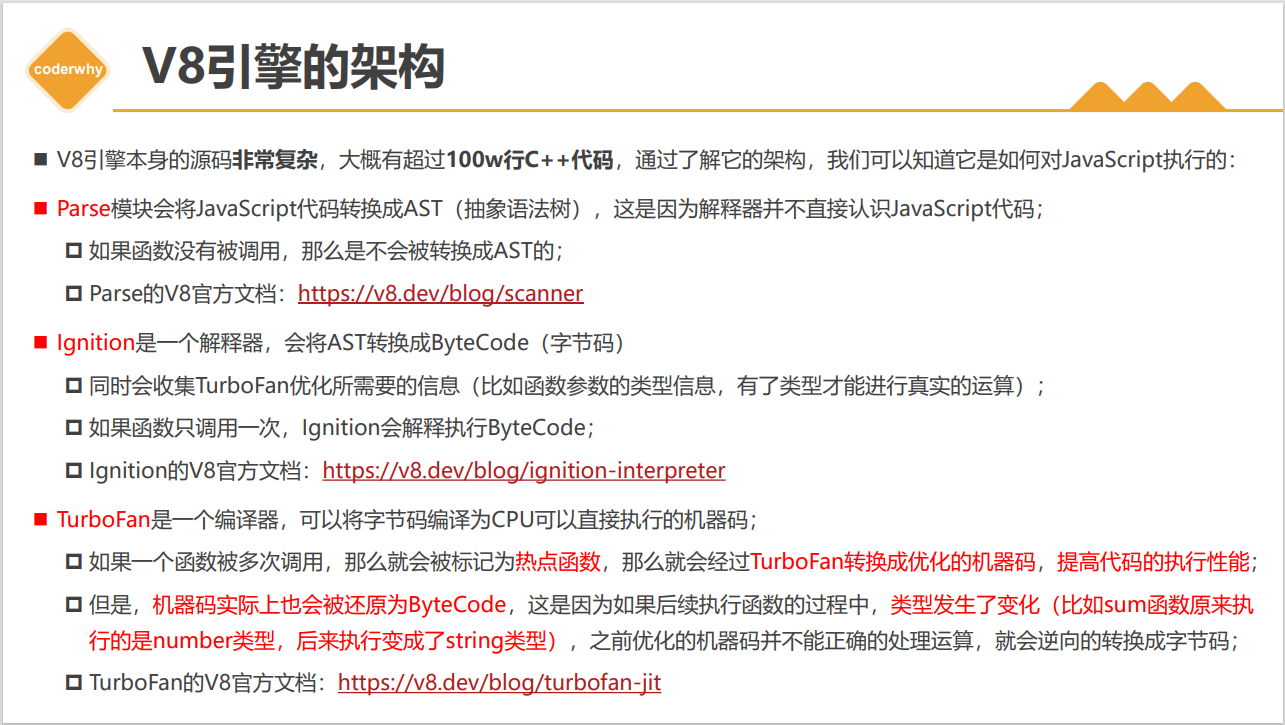 coderwhy
V8引擎的架构
V8引擎本身的源码非常复杂，大概有超过100w行C++代码，通过了解它的架构，我们可以知道它是如何对JavaScript执行的：
Parse模块会将JavaScript代码转换成AST（抽象语法树），这是因为解释器并不直接认识JavaScript代码；
如果函数没有被调用，那么是不会被转换成AST的；
Parse的V8官方文档：https://v8.dev/blog/scanner
Ignition是一个解释器，会将AST转换成ByteCode（字节码）
同时会收集TurboFan优化所需要的信息（比如函数参数的类型信息，有了类型才能进行真实的运算）；
如果函数只调用一次，Ignition会解释执行ByteCode；
Ignition的V8官方文档：https://v8.dev/blog/ignition-interpreter
TurboFan是一个编译器，可以将字节码编译为CPU可以直接执行的机器码；
如果一个函数被多次调用，那么就会被标记为热点函数，那么就会经过TurboFan转换成优化的机器码，提高代码的执行性能；
但是，机器码实际上也会被还原为ByteCode，这是因为如果后续执行函数的过程中，类型发生了变化（比如sum函数原来执
行的是number类型，后来执行变成了string类型），之前优化的机器码并不能正确的处理运算，就会逆向的转换成字节码；
TurboFan的V8官方文档：https://v8.dev/blog/turbofan-jit